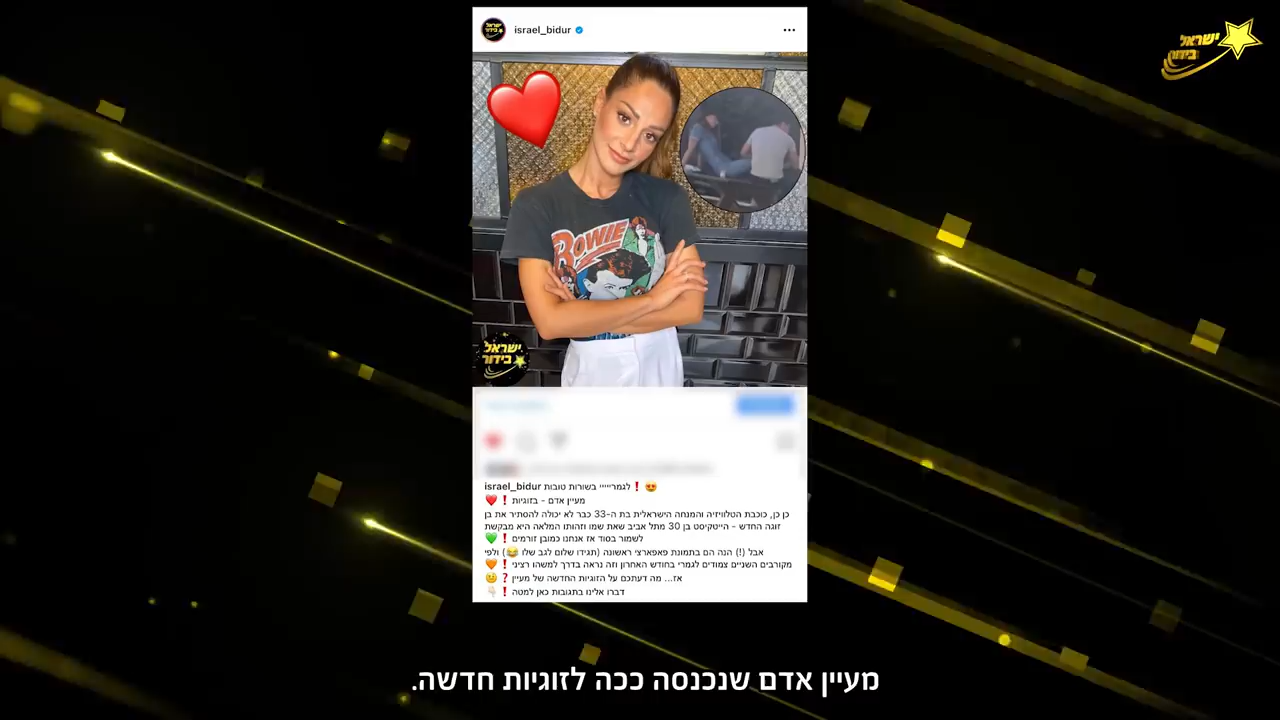 israel_bidur
ישראל
בידור
BOWIE
ישראל
בידור
israel_bidur לגמרייייי בשורות טובות❗😍
מעיין אדם - בזוגיות❗❤️
כן כן, כוכבת הטלוויזיה והמנחה הישראלית בת ה-33 כבר לא יכולה להסתיר את בן
זוגה החדש - הייטקיסט בן 30 מתל אביב שאת שמו וזהותו המלאה היא מבקשת
לשמור בסוד אז אנחנו כמובן זורמים❗💚
אבל (!) הנה הם בתמונת פאפארצי ראשונה (תגידו שלום לגב שלו 😂) ולפי
מקורבים השניים צמודים לגמרי בחודש האחרון וזה נראה בדרך למשהו רציני❗🧡
אז... מה דעתכם על הזוגיות החדשה של מעיין❓🤨
דברו אלינו בתגובות כאן למטה❗👇🏻
מעיין אדם שנכנסה ככה לזוגיות חדשה.